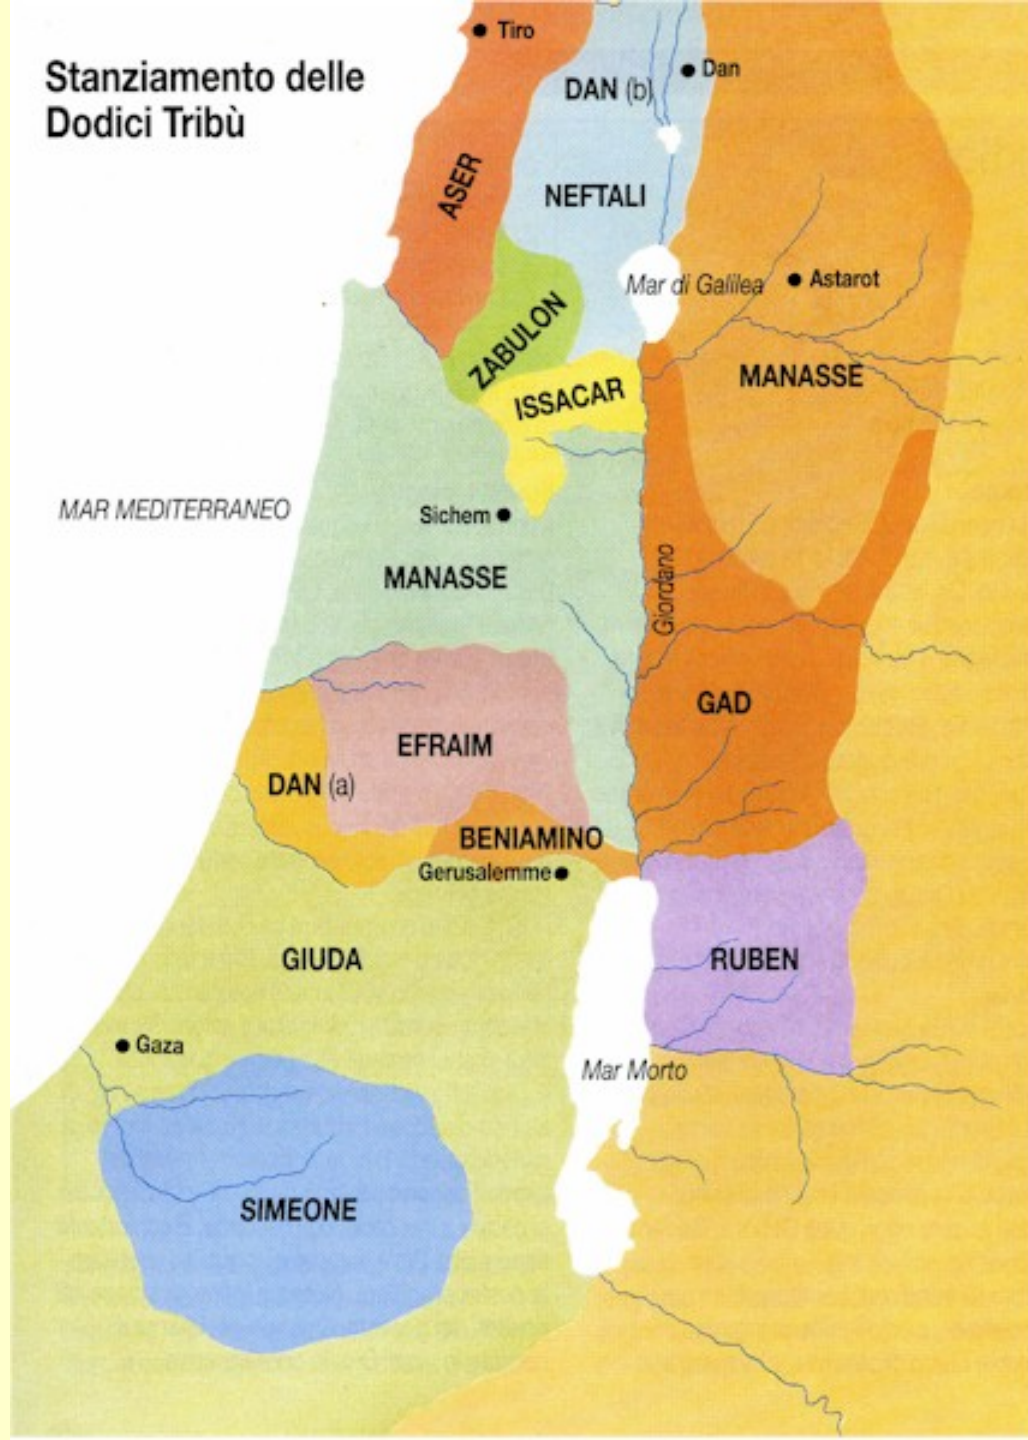 Stanziamento delle
Dodici Tribù
Tiro
DAN (b)
Dan
ASER
NEFTALI
Mar di Galilea
Astarot
ZABULON
ISSACAR
MANASSE
MAR MEDITERRANEO
Sichem
MANASSE
Giordano
GAD
EFRAIM
DAN (a)
BENIAMINO
Gerusalemme
GIUDA
RUBEN
Gaza
Mar Morto
SIMEONE